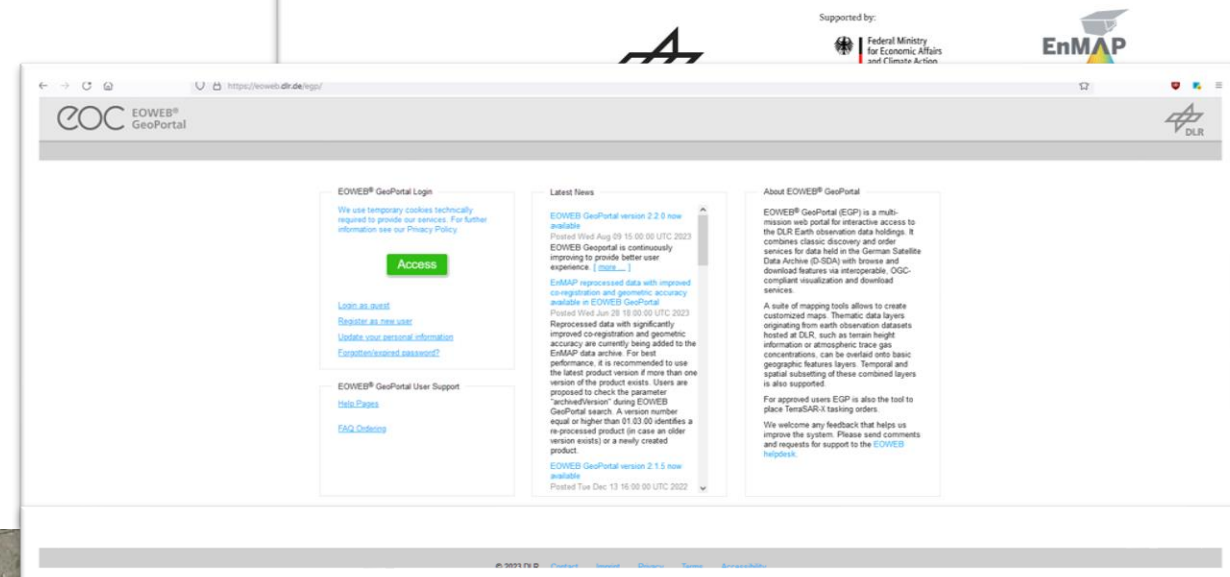 Supported by:
Federal Ministry
for Economic Affairs
and Climate Action
EnMAP
https://eoweb.dlr.de/egp/
eoc EOWEB®
GeoPortal
DLR
EOWEB® GeoPortal Login
We use temporary cookies technically
required to provide our services. For further
information see our Privacy Policy.
Access
Login as guest
Register as new user
Update your personal information
Forgotten/expired password?
EOWEB® GeoPortal User Support
Help Pages
FAQ Ordering
Latest News
EOWEB GeoPortal version 2.2.0 now
available
Posted Wed Aug 09 15:00:00 UTC 2023
EOWEB Geoportal is continuously
improving to provide better user
experience. [ more ... ]
EnMAP reprocessed data with improved
co-registration and geometric accuracy
available in EOWEB GeoPortal
Posted Wed Jun 28 18:00:00 UTC 2023
Reprocessed data with significantly
improved co-registration and geometric
accuracy are currently being added to the
EnMAP data archive. For best
performance, it is recommended to use
the latest product version if more than one
version of the product exists. Users are
proposed to check the parameter
"archivedVersion" during EOWEB
GeoPortal search. A version number
equal or higher than 01.03.00 identifies a
re-processed product (in case an older
version exists) or a newly created
product.
EOWEB GeoPortal version 2.1.5 now
available
Posted Tue Dec 13 16:00:00 UTC 2022
About EOWEB® GeoPortal
EOWEB® GeoPortal (EGP) is a multi-
mission web portal for interactive access to
the DLR Earth observation data holdings. It
combines classic discovery and order
services for data held in the German Satellite
Data Archive (D-SDA) with browse and
download features via interoperable, OGC-
compliant visualization and download
services.
A suite of mapping tools allows to create
customized maps. Thematic data layers
originating from earth observation datasets
hosted at DLR, such as terrain height
information or atmospheric trace gas
concentrations, can be overlaid onto basic
geographic features layers. Temporal and
spatial subsetting of these combined layers
is also supported.
For approved users EGP is also the tool to
place TerraSAR-X tasking orders.
We welcome any feedback that helps us
improve the system. Please send comments
and requests for support to the EOWEB
helpdesk.
© 2023 DLR Contact Imprint Privacy Terms Accessibility